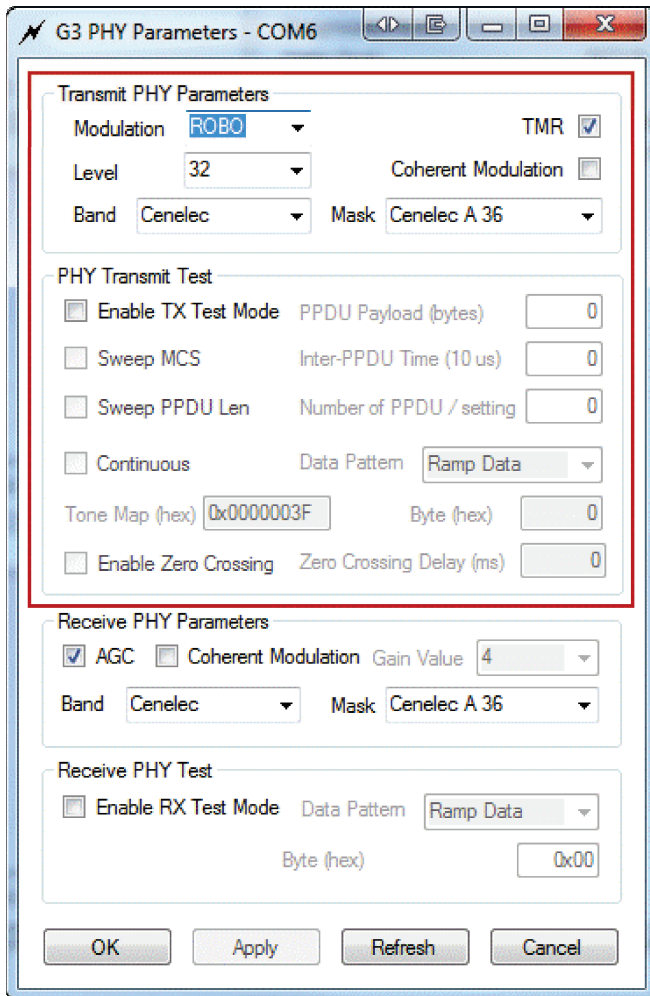 G3 PHY Parameters - COM6
Transmit PHY Parameters
Modulation ROBO TMR
Level 32 Coherent Modulation
Band Cenelec Mask Cenelec A 36
PHY Transmit Test
Enable TX Test Mode PPDU Payload (bytes) 0
Sweep MCS Inter-PPDU Time (10 us) 0
Sweep PPDU Len Number of PPDU / setting 0
Continuous Data Pattern Ramp Data
Tone Map (hex) 0x0000003F Byte (hex) 0
Enable Zero Crossing Zero Crossing Delay (ms) 0
Receive PHY Parameters
AGC Coherent Modulation Gain Value 4
Band Cenelec Mask Cenelec A 36
Receive PHY Test
Enable RX Test Mode Data Pattern Ramp Data
Byte (hex) 0x00
OK Apply Refresh Cancel